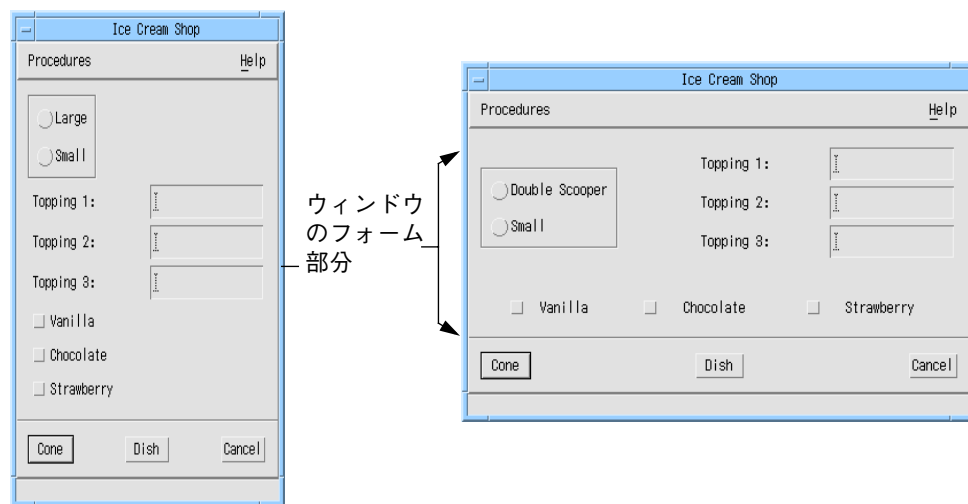 Ice Cream Shop
Procedures Help
Large
Small
Topping 1:
Topping 2:
Topping 3:
Vanilla
Chocolate
Strawberry
Cone Dish Cancel
ウィンドウ
のフォーム
部分
Ice Cream Shop
Procedures Help
Double Scooper
Small
Topping 1:
Topping 2:
Topping 3:
Vanilla Chocolate Strawberry
Cone Dish Cancel